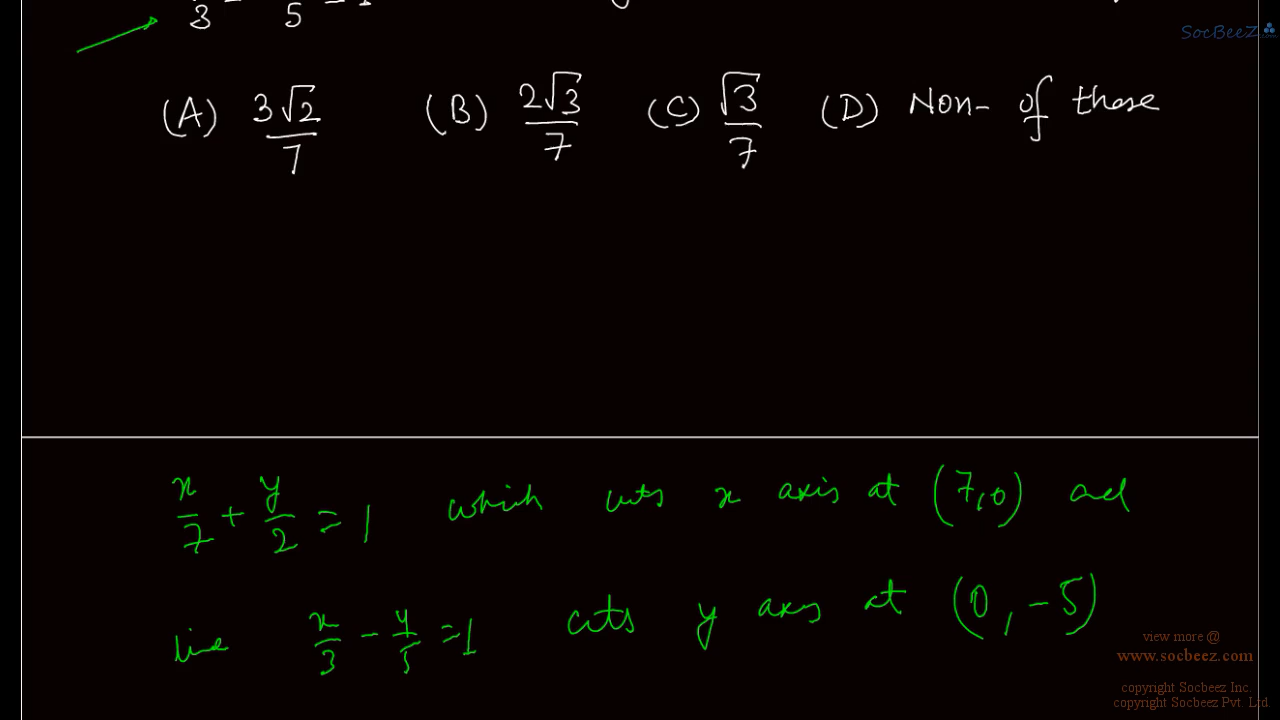 3 5
SocBeeZ
(A) 3√2/7 (B) 2√3/7 (C) √3/7 (D) Non- of those
x/7 + y/2 = 1 which cuts x axis at (7,0) and
line x/3 - y/5 = 1 cuts y axis at (0, -5)
view more @
www.socbeez.com
copyright Socbeez Inc.
copyright Socbeez Pvt. Ltd.